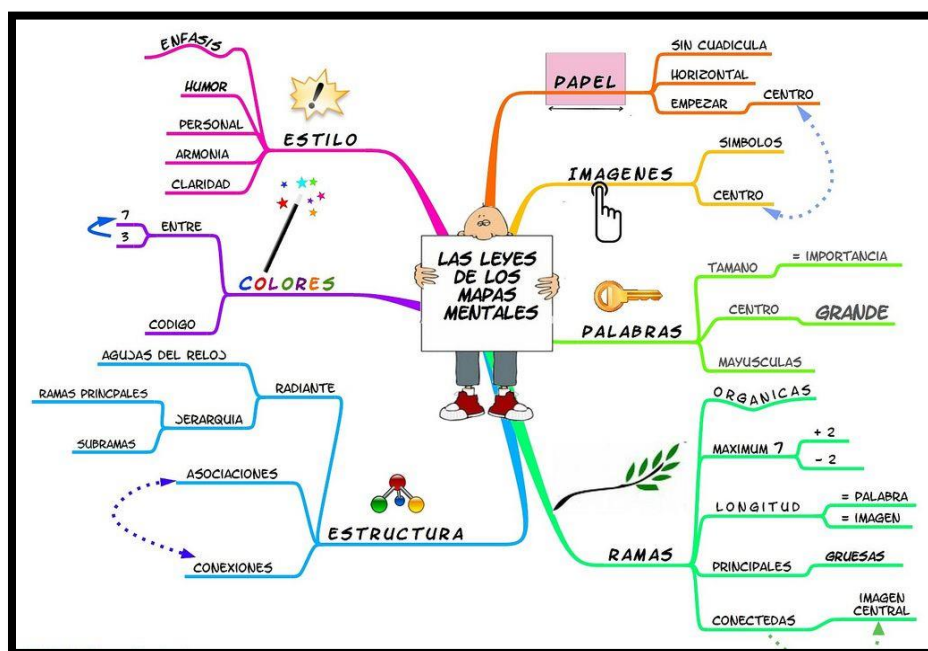 LAS LEYES
DE LOS
MAPAS
MENTALES
PAPEL
SIN CUADICULA
HORIZONTAL
EMPEZAR
CENTRO
IMAGENES
SIMBOLOS
CENTRO
PALABRAS
TAMANO
= IMPORTANCIA
CENTRO
GRANDE
MAYUSCULAS
RAMAS
ORGANICAS
MAXIMUM 7
+ 2
- 2
LONGITUD
= PALABRA
= IMAGEN
PRINCIPALES
GRUESAS
CONECTEDAS
IMAGEN
CENTRAL
ESTRUCTURA
RADIANTE
AGUJAS DEL RELOJ
JERARQUIA
RAMAS PRINCPALES
SUBRAMAS
ASOCIACIONES
CONEXIONES
COLORES
ENTRE
7
3
CODIGO
ESTILO
ENFASIS
HUMOR
PERSONAL
ARMONIA
CLARIDAD